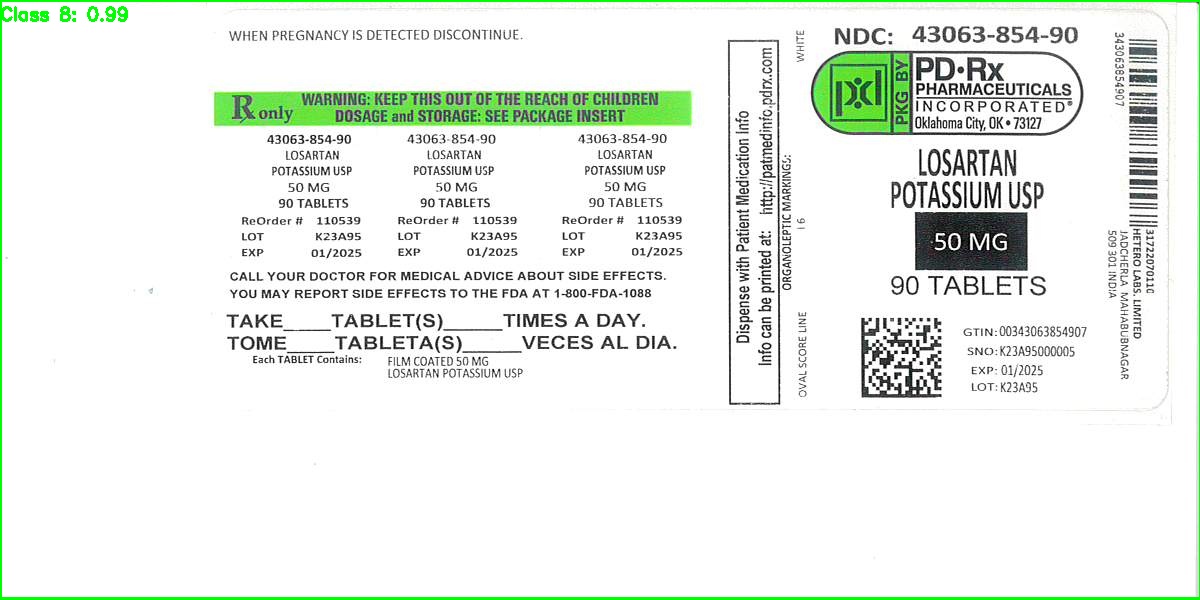 Class 8: 0.99
WHEN PREGNANCY IS DETECTED DISCONTINUE.
Rx only
WARNING: KEEP THIS OUT OF THE REACH OF CHILDREN
DOSAGE and STORAGE: SEE PACKAGE INSERT
43063-854-90 43063-854-90 43063-854-90
LOSARTAN LOSARTAN LOSARTAN
POTASSIUM USP POTASSIUM USP POTASSIUM USP
50 MG 50 MG 50 MG
90 TABLETS 90 TABLETS 90 TABLETS
ReOrder # 110539 ReOrder # 110539 ReOrder # 110539
LOT K23A95 LOT K23A95 LOT K23A95
EXP 01/2025 EXP 01/2025 EXP 01/2025
CALL YOUR DOCTOR FOR MEDICAL ADVICE ABOUT SIDE EFFECTS.
YOU MAY REPORT SIDE EFFECTS TO THE FDA AT 1-800-FDA-1088
TAKE____TABLET(S)_____TIMES A DAY.
TOME____TABLETA(S)_____VECES AL DIA.
Each TABLET Contains: FILM COATED 50 MG
LOSARTAN POTASSIUM USP
Dispense with Patient Medication Info
Info can be printed at: http://patmedinfo.pdrx.com
ORGANOLEPTIC MARKINGS:
WHITE
I 6
OVAL SCORE LINE
NDC: 43063-854-90
pd
PKG BY
PD·Rx
PHARMACEUTICALS
INCORPORATED®
Oklahoma City, OK • 73127
LOSARTAN
POTASSIUM USP
50 MG
90 TABLETS
GTIN: 00343063854907
SNO: K23A95000005
EXP: 01/2025
LOT: K23A95
343063854907
317220701110
HETERO LABS. LIMITED
JADCHERLA MAHABUBNAGAR
509 301 INDIA